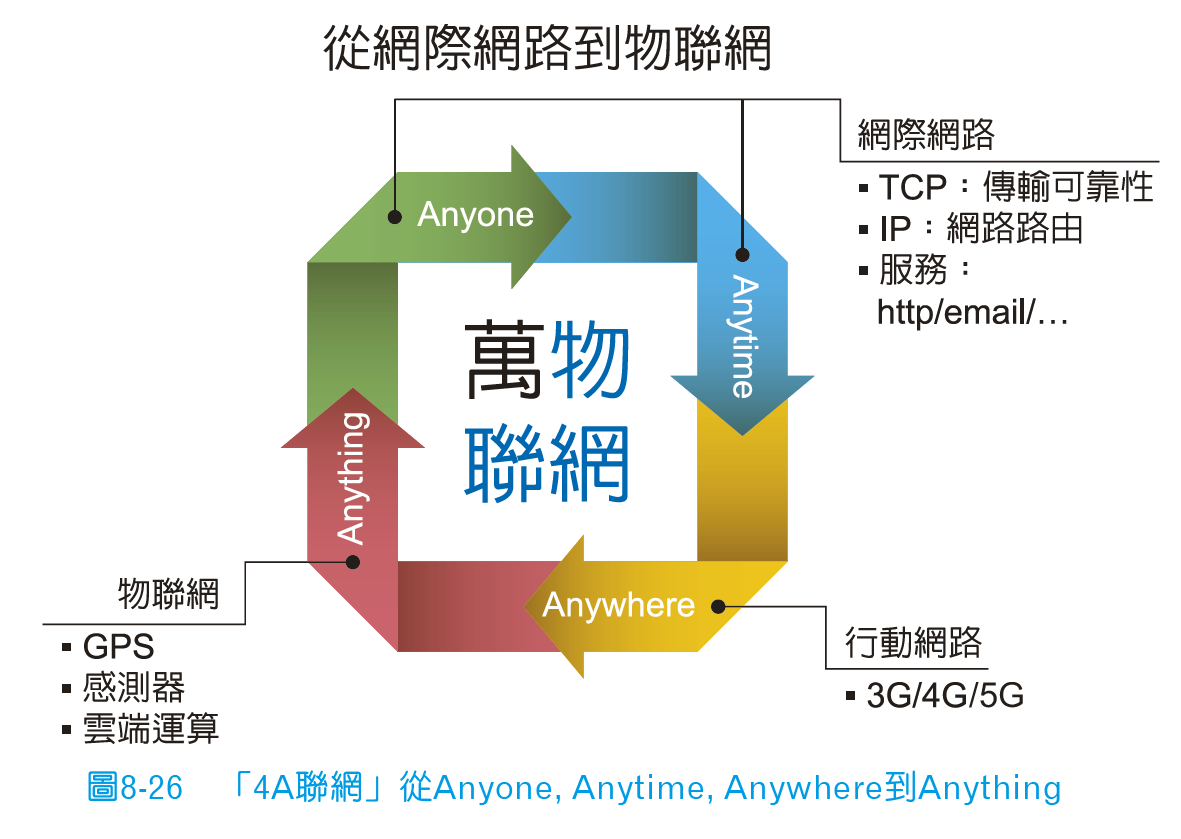 從網際網路到物聯網
網際網路
▪ TCP：傳輸可靠性
▪ IP：網路路由
▪ 服務：
http/email/…
Anyone
Anytime
萬物
聯網
Anything
Anywhere
物聯網
▪ GPS
▪ 感測器
▪ 雲端運算
行動網路
▪ 3G/4G/5G
圖8-26 「4A聯網」從Anyone, Anytime, Anywhere到Anything